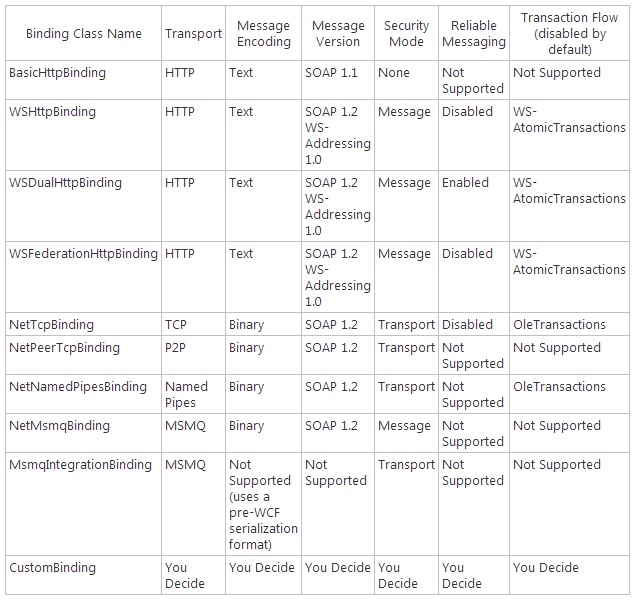 Binding Class Name Transport Message Encoding Message Version Security Mode Reliable Messaging Transaction Flow (disabled by default)
BasicHttpBinding HTTP Text SOAP 1.1 None Not Supported Not Supported
WSHttpBinding HTTP Text SOAP 1.2 WS-Addressing 1.0 Message Disabled WS-AtomicTransactions
WSDualHttpBinding HTTP Text SOAP 1.2 WS-Addressing 1.0 Message Enabled WS-AtomicTransactions
WSFederationHttpBinding HTTP Text SOAP 1.2 WS-Addressing 1.0 Message Disabled WS-AtomicTransactions
NetTcpBinding TCP Binary SOAP 1.2 Transport Disabled OleTransactions
NetPeerTcpBinding P2P Binary SOAP 1.2 Transport Not Supported Not Supported
NetNamedPipesBinding Named Pipes Binary SOAP 1.2 Transport Not Supported OleTransactions
NetMsmqBinding MSMQ Binary SOAP 1.2 Message Not Supported Not Supported
MsmqIntegrationBinding MSMQ Not Supported (uses a pre-WCF serialization format) Not Supported Transport Not Supported Not Supported
CustomBinding You Decide You Decide You Decide You Decide You Decide You Decide